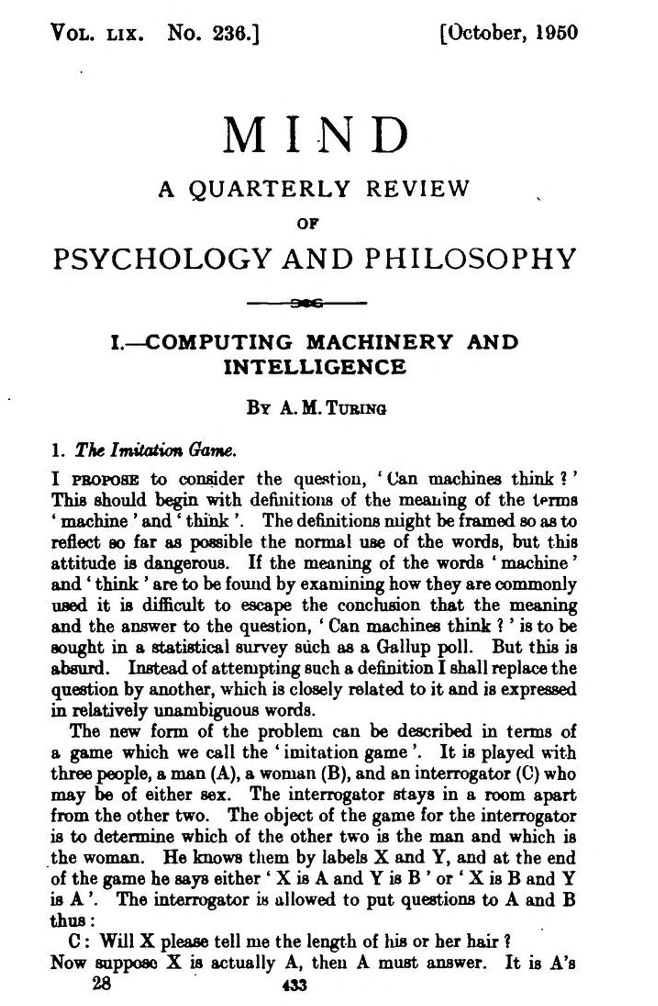 VOL. LIX. No. 236.] [October, 1950
MIND
A QUARTERLY REVIEW
OF
PSYCHOLOGY AND PHILOSOPHY
I.—COMPUTING MACHINERY AND
INTELLIGENCE
BY A. M. TURING
1. The Imitation Game.
I PROPOSE to consider the question, ‘ Can machines think ? ’
This should begin with definitions of the meaning of the terms
‘ machine ’ and ‘ think ’. The definitions might be framed so as to
reflect so far as possible the normal use of the words, but this
attitude is dangerous. If the meaning of the words ‘ machine ’
and ‘ think ’ are to be found by examining how they are commonly
used it is difficult to escape the conclusion that the meaning
and the answer to the question, ‘ Can machines think ? ’ is to be
sought in a statistical survey such as a Gallup poll. But this is
absurd. Instead of attempting such a definition I shall replace the
question by another, which is closely related to it and is expressed
in relatively unambiguous words.
The new form of the problem can be described in terms of
a game which we call the ‘ imitation game ’. It is played with
three people, a man (A), a woman (B), and an interrogator (C) who
may be of either sex. The interrogator stays in a room apart
from the other two. The object of the game for the interrogator
is to determine which of the other two is the man and which is
the woman. He knows them by labels X and Y, and at the end
of the game he says either ‘ X is A and Y is B ’ or ‘ X is B and Y
is A ’. The interrogator is allowed to put questions to A and B
thus :
C : Will X please tell me the length of his or her hair ?
Now suppose X is actually A, then A must answer. It is A’s
28 433